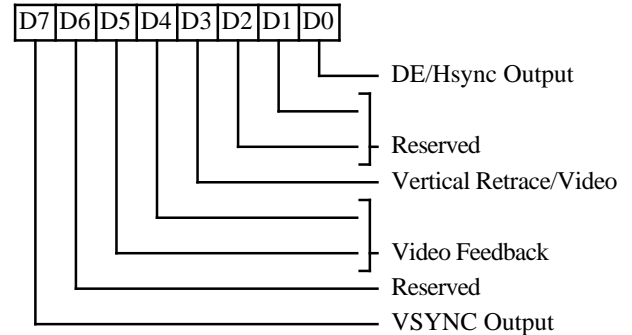 D7 D6 D5 D4 D3 D2 D1 D0
DE/Hsync Output
Reserved
Vertical Retrace/Video
Video Feedback
Reserved
VSYNC Output